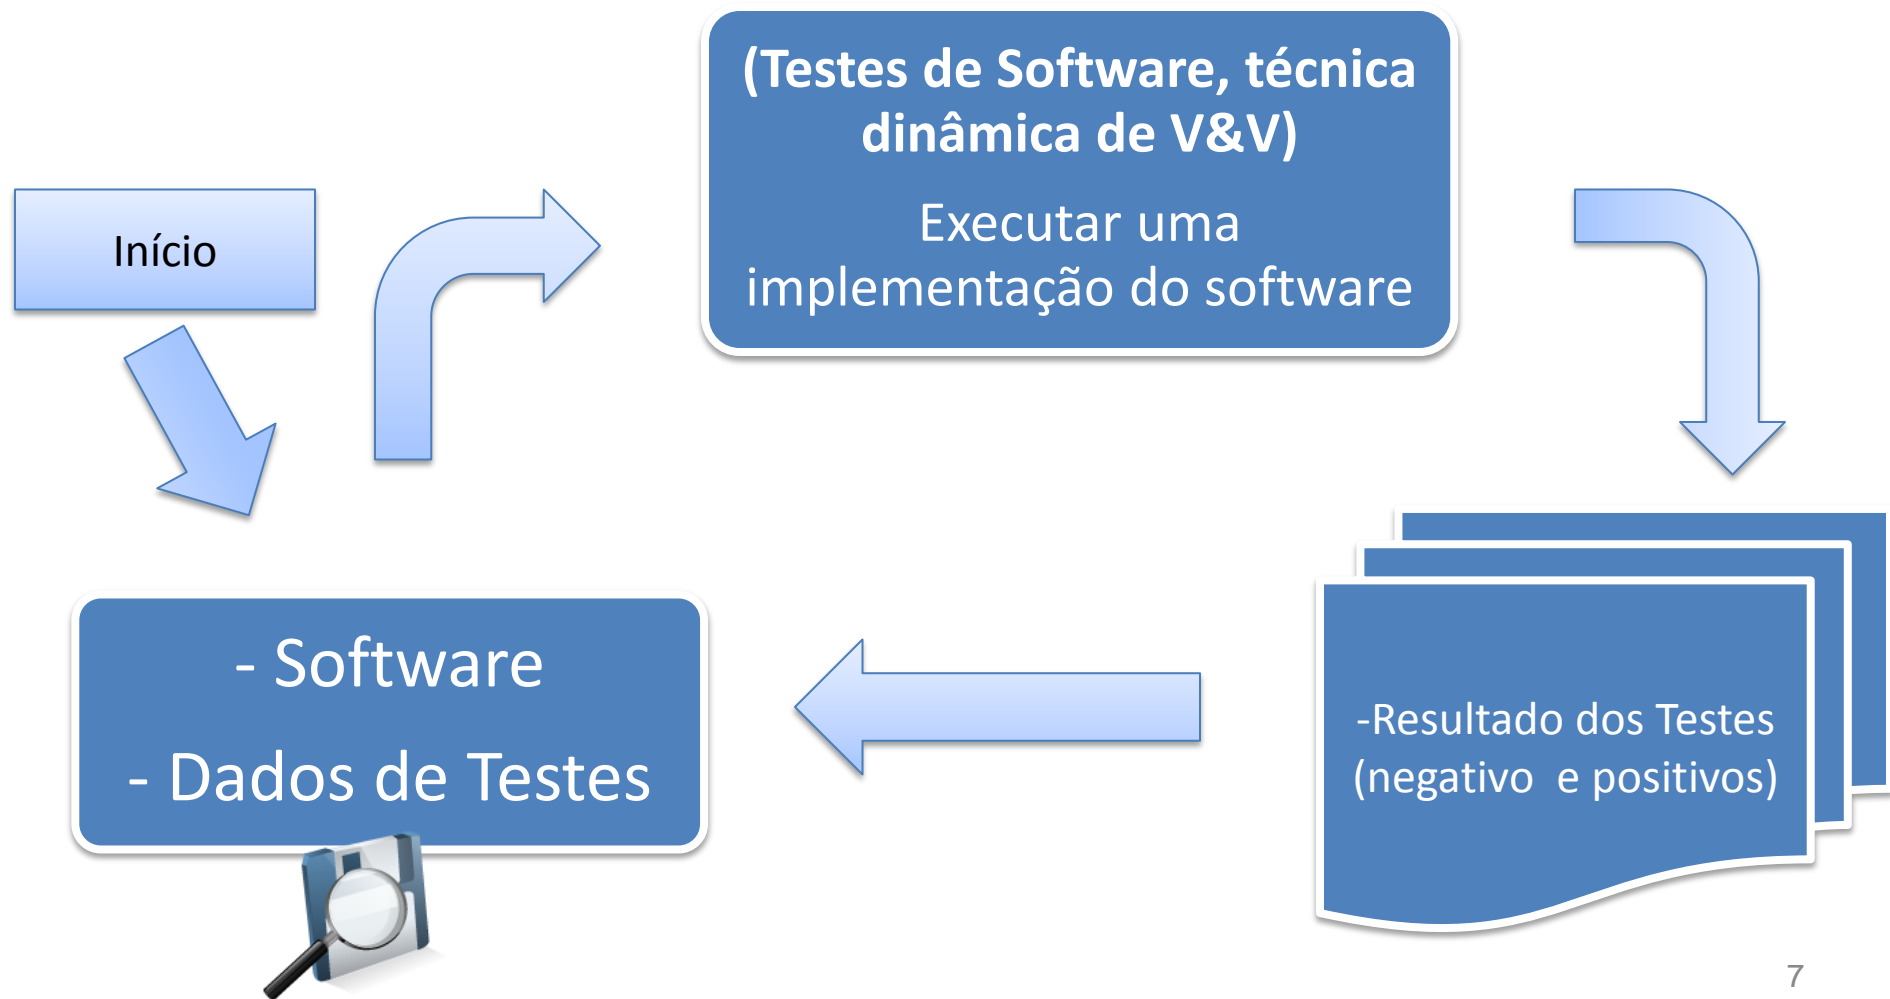 (Testes de Software, técnica
dinâmica de V&V)
Executar uma
implementação do software
Início
- Software
- Dados de Testes
-Resultado dos Testes
(negativo  e positivos)
7